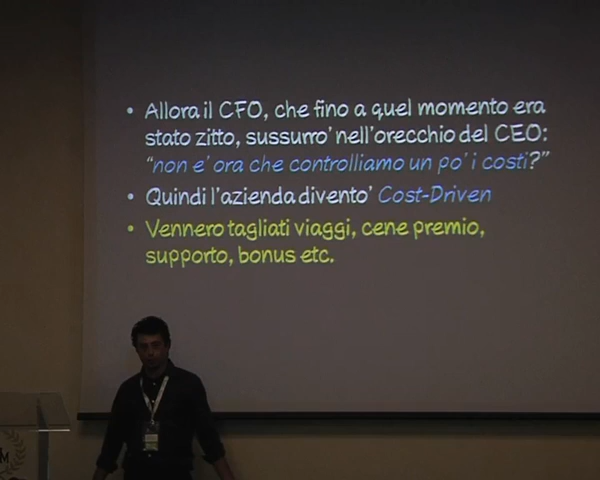 • Allora il CFO, che fino a quel momento era
stato zitto, sussurro' nell'orecchio del CEO:
"non e' ora che controlliamo un po' i costi?"
• Quindi l'azienda divento' Cost-Driven
• Vennero tagliati viaggi, cene premio,
supporto, bonus etc.